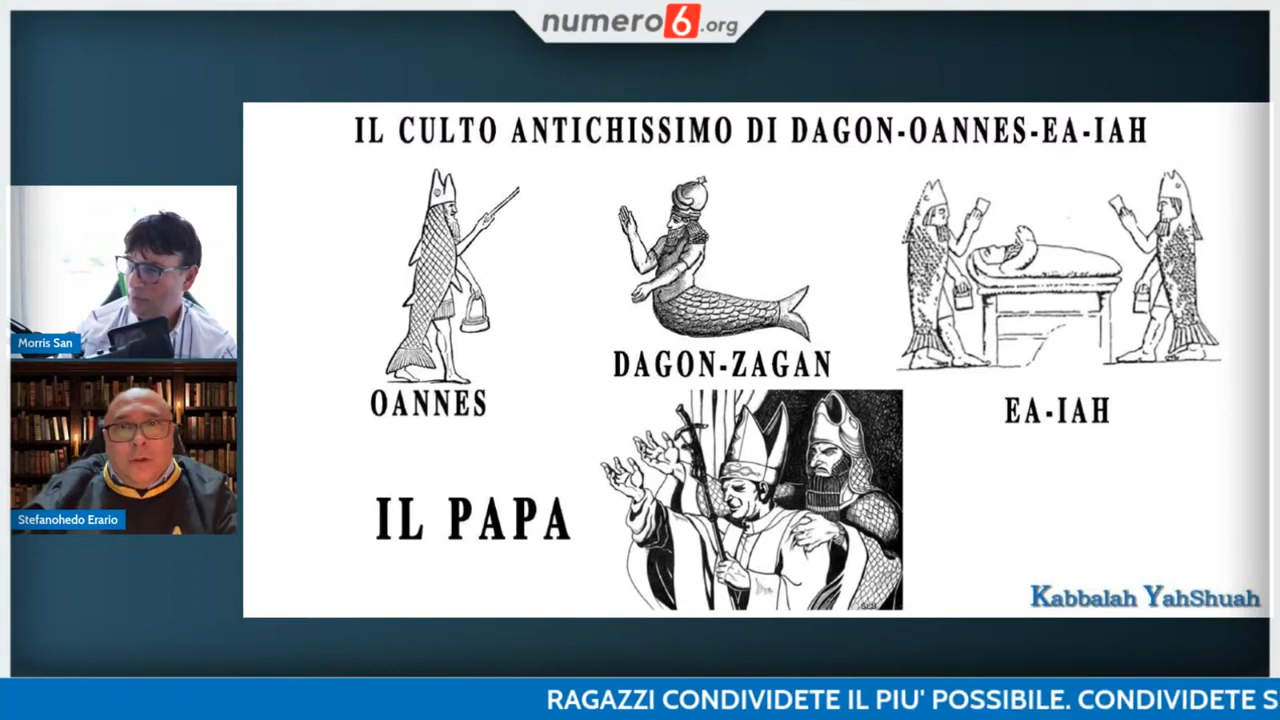 numero6.org
IL CULTO ANTICHISSIMO DI DAGON-OANNES-EA-IAH
OANNES
DAGON-ZAGAN
EA-IAH
IL PAPA
Kabbalah YahShuah
Morris San
Stefanohedo Erario
RAGAZZI CONDIVIDETE IL PIU' POSSIBILE. CONDIVIDETE S